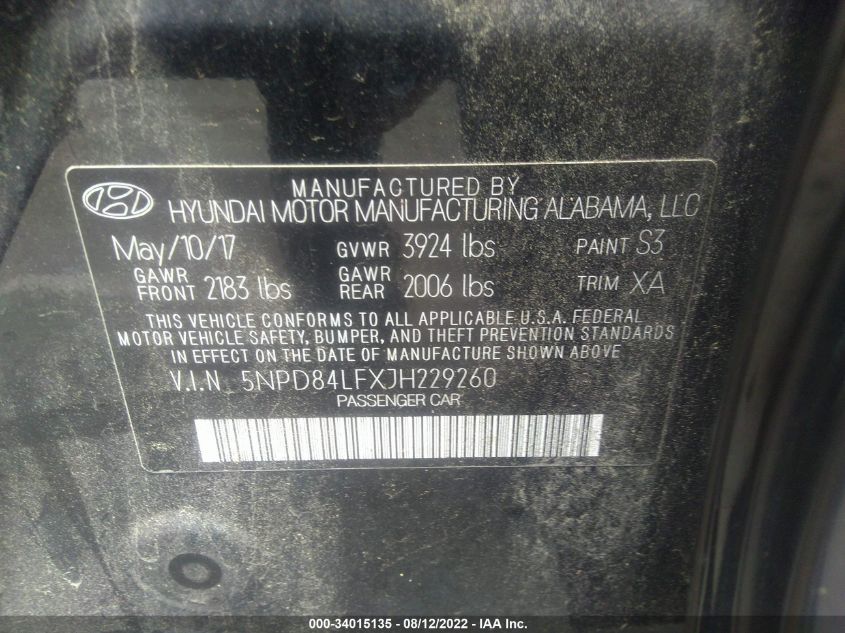 MANUFACTURED BY
HYUNDAI MOTOR MANUFACTURING ALABAMA, LLC
May/10/17 GVWR 3924 lbs PAINT S3
GAWR FRONT 2183 lbs GAWR REAR 2006 lbs TRIM XA
THIS VEHICLE CONFORMS TO ALL APPLICABLE U.S.A. FEDERAL
MOTOR VEHICLE SAFETY, BUMPER, AND THEFT PREVENTION STANDARDS
IN EFFECT ON THE DATE OF MANUFACTURE SHOWN ABOVE
V.I.N. 5NPD84LFXJH229260
PASSENGER CAR
000-34015135 - 08/12/2022 - IAA Inc.